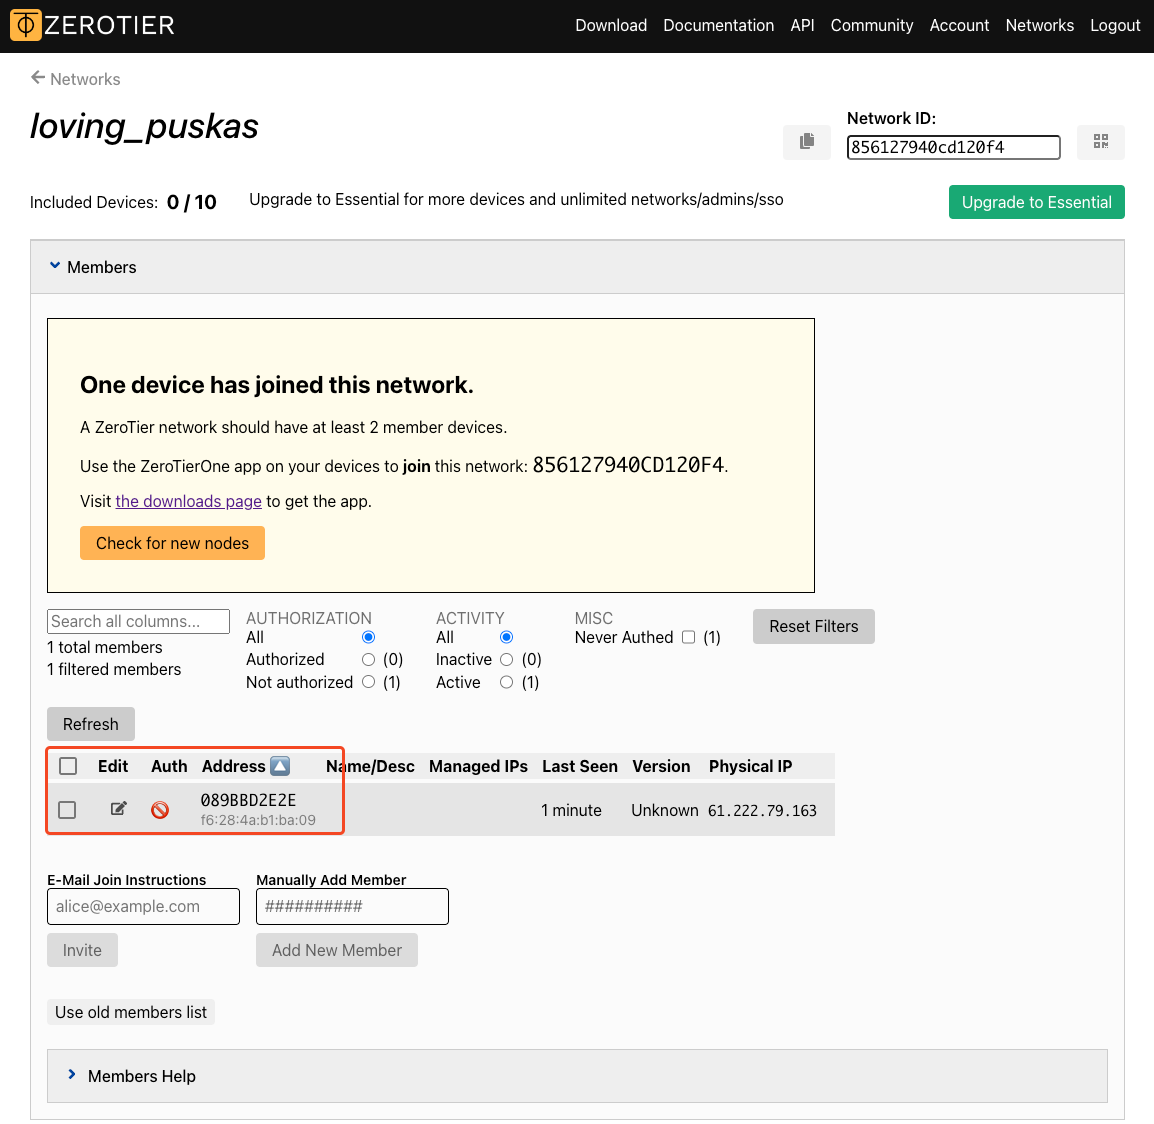 ZEROTIER
Download Documentation API Community Account Networks Logout
Networks
loving_puskas
Network ID:
856127940cd120f4
Included Devices: 0 / 10 Upgrade to Essential for more devices and unlimited networks/admins/sso Upgrade to Essential
Members
One device has joined this network.
A ZeroTier network should have at least 2 member devices.
Use the ZeroTierOne app on your devices to join this network: 856127940CD120F4.
Visit the downloads page to get the app.
Check for new nodes
Search all columns...
1 total members
1 filtered members
AUTHORIZATION
All
Authorized (0)
Not authorized (1)
ACTIVITY
All
Inactive (0)
Active (1)
MISC
Never Authed (1)
Reset Filters
Refresh
Edit Auth Address Name/Desc Managed IPs Last Seen Version Physical IP
089BBD2E2E
f6:28:4a:b1:ba:09
1 minute Unknown 61.222.79.163
E-Mail Join Instructions
alice@example.com
Invite
Manually Add Member
##########
Add New Member
Use old members list
Members Help